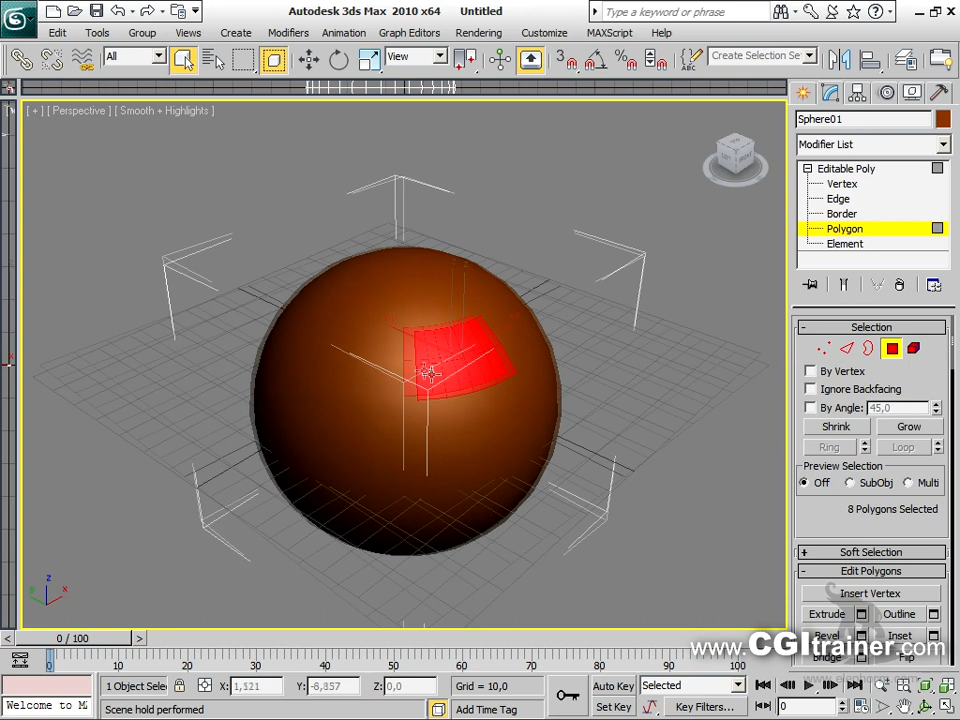 Autodesk 3ds Max 2010 x64 Untitled
Type a keyword or phrase
Edit Tools Group Views Create Modifiers Animation Graph Editors Rendering Customize MAXScript Help
All View 3 Create Selection Se
[ + ] [ Perspective ] [ Smooth + Highlights ]
Sphere01
Modifier List
Editable Poly
Vertex
Edge
Border
Polygon
Element
- Selection
By Vertex
Ignore Backfacing
By Angle: 45,0
Shrink Grow
Ring Loop
Preview Selection
Off SubObj Multi
8 Polygons Selected
+ Soft Selection
- Edit Polygons
Insert Vertex
Extrude Outline
Bevel Inset
Bridge Flip
www.CGItrainer.com
z
x
y
< 0 / 100 >
0 10 20 30 40 50 60 70 80 90 100
1 Object Selec X: 1,521 Y: -8,857 Z: 0,0 Grid = 10,0 Auto Key Selected
Welcome to M Scene hold performed Add Time Tag Set Key Key Filters... 0